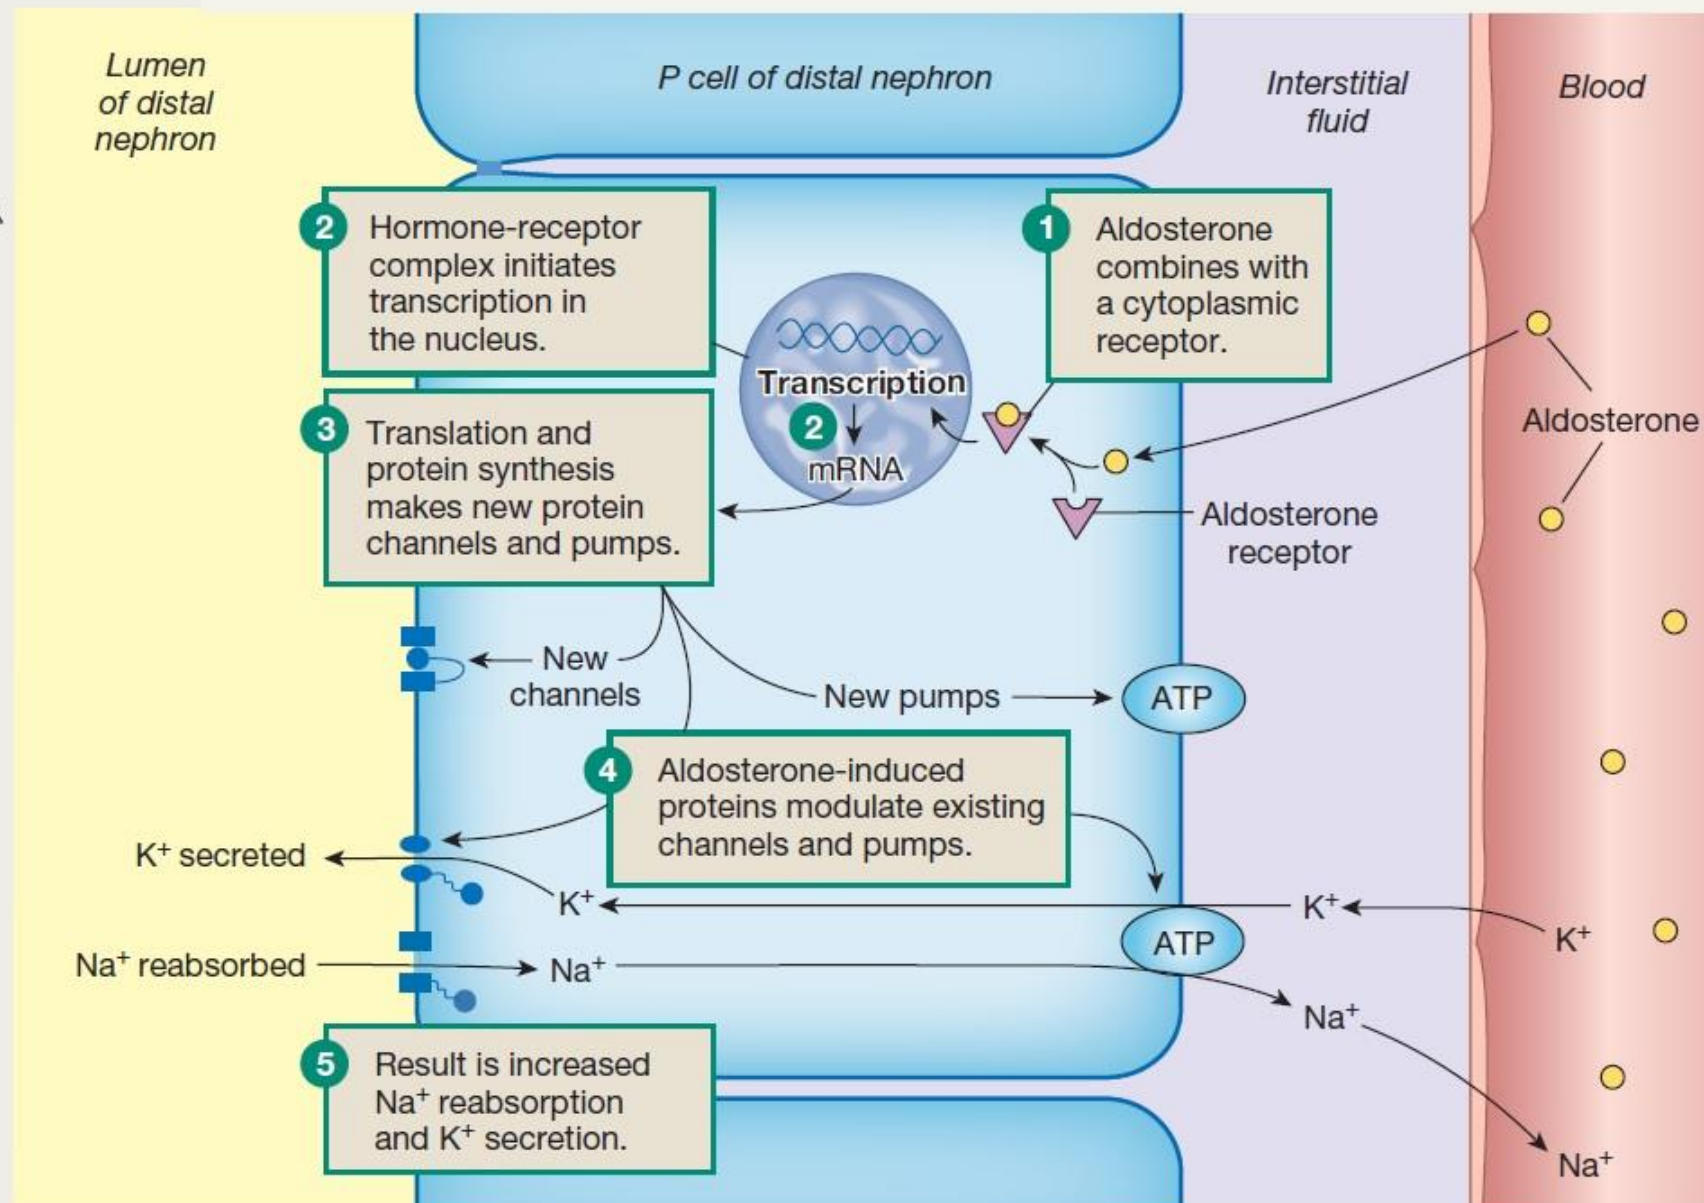 Lumen
of distal
nephron
P cell of distal nephron
Interstitial
fluid
Blood
2 Hormone-receptor
complex initiates
transcription in
the nucleus.
1 Aldosterone
combines with
a cytoplasmic
receptor.
Transcription
2
mRNA
Aldosterone
3 Translation and
protein synthesis
makes new protein
channels and pumps.
Aldosterone
receptor
New
channels
New pumps
ATP
4 Aldosterone-induced
proteins modulate existing
channels and pumps.
K⁺ secreted
K⁺
K⁺
K⁺
ATP
Na⁺ reabsorbed
Na⁺
Na⁺
Na⁺
5 Result is increased
Na⁺ reabsorption
and K⁺ secretion.